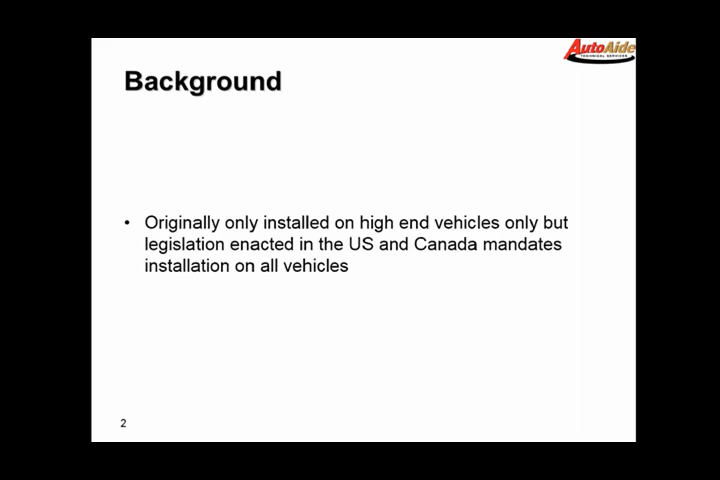 AutoAide
TECHNICAL SERVICES
Background
• Originally only installed on high end vehicles only but
legislation enacted in the US and Canada mandates
installation on all vehicles
2